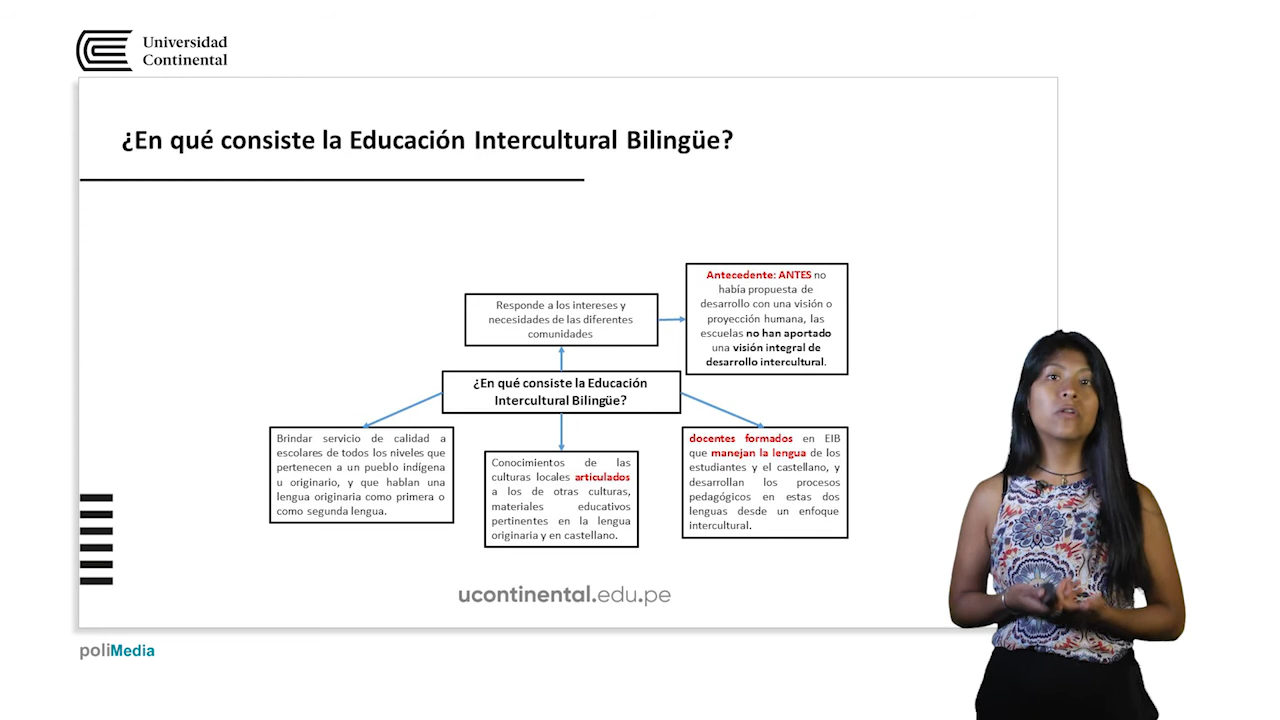 Universidad
Continental
¿En qué consiste la Educación Intercultural Bilingüe?
Antecedente: ANTES no
había propuesta de
desarrollo con una visión o
proyección humana, las
escuelas no han aportado
una visión integral de
desarrollo intercultural.
Responde a los intereses y
necesidades de las diferentes
comunidades
¿En qué consiste la Educación
Intercultural Bilingüe?
Brindar servicio de calidad a
escolares de todos los niveles que
pertenecen a un pueblo indígena
u originario, y que hablan una
lengua originaria como primera o
como segunda lengua.
Conocimientos de las
culturas locales articulados
a los de otras culturas,
materiales educativos
pertinentes en la lengua
originaria y en castellano.
docentes formados en EIB
que manejan la lengua de los
estudiantes y el castellano, y
desarrollan los procesos
pedagógicos en estas dos
lenguas desde un enfoque
intercultural.
ucontinental.edu.pe
poliMedia